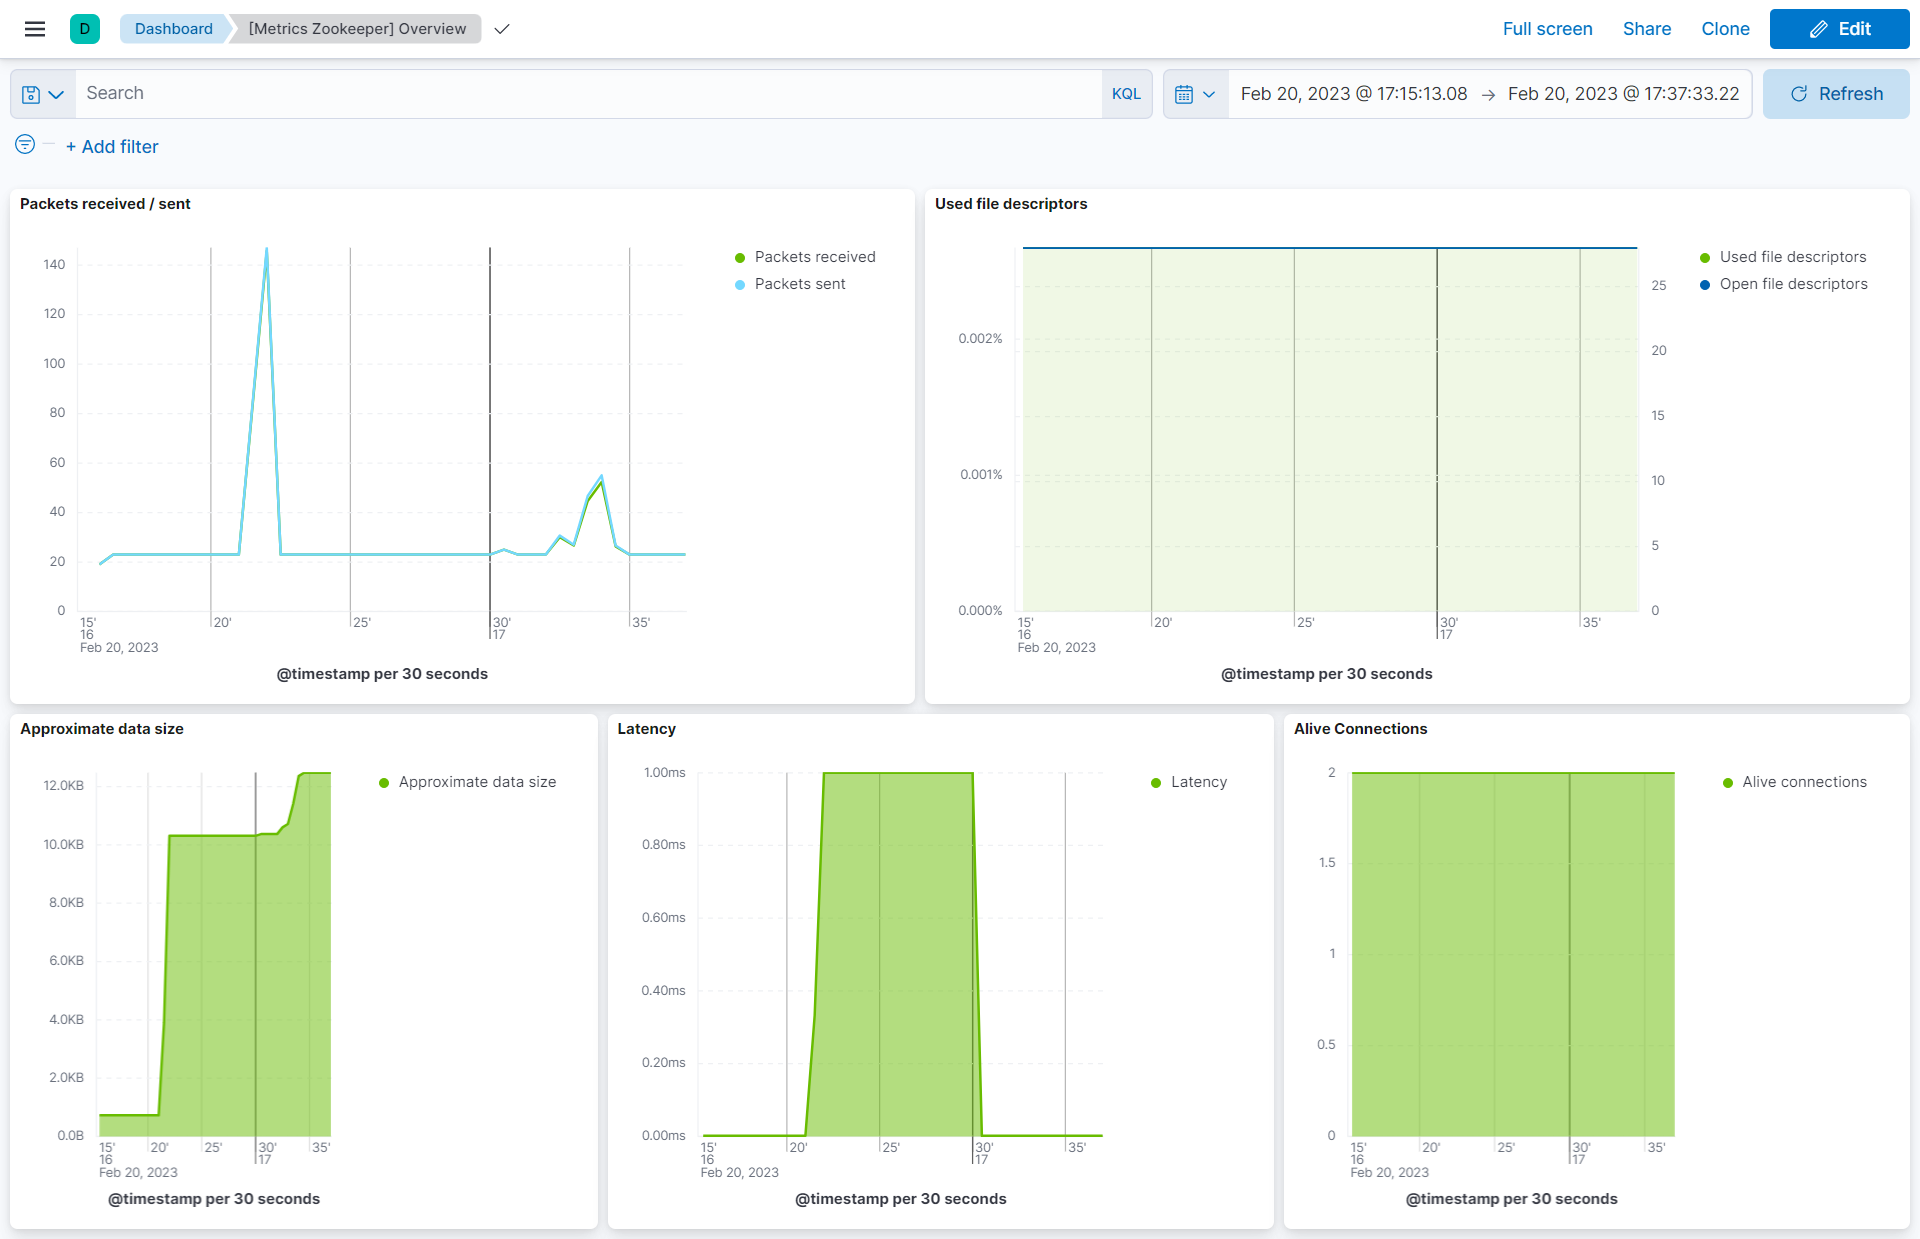 D
Dashboard
[Metrics Zookeeper] Overview
Full screen
Share
Clone
Edit
Search
KQL
Feb 20, 2023 @ 17:15:13.08 → Feb 20, 2023 @ 17:37:33.22
Refresh
+ Add filter
Packets received / sent
140
120
100
80
60
40
20
0
15' 20' 25' 30' 35'
16 17
Feb 20, 2023
@timestamp per 30 seconds
Packets received
Packets sent
Used file descriptors
0.002%
0.001%
0.000%
25
20
15
10
5
0
15' 20' 25' 30' 35'
16 17
Feb 20, 2023
@timestamp per 30 seconds
Used file descriptors
Open file descriptors
Approximate data size
12.0KB
10.0KB
8.0KB
6.0KB
4.0KB
2.0KB
0.0B
15' 20' 25' 30' 35'
16 17
Feb 20, 2023
@timestamp per 30 seconds
Approximate data size
Latency
1.00ms
0.80ms
0.60ms
0.40ms
0.20ms
0.00ms
15' 20' 25' 30' 35'
16 17
Feb 20, 2023
@timestamp per 30 seconds
Latency
Alive Connections
2
1.5
1
0.5
0
15' 20' 25' 30' 35'
16 17
Feb 20, 2023
@timestamp per 30 seconds
Alive connections